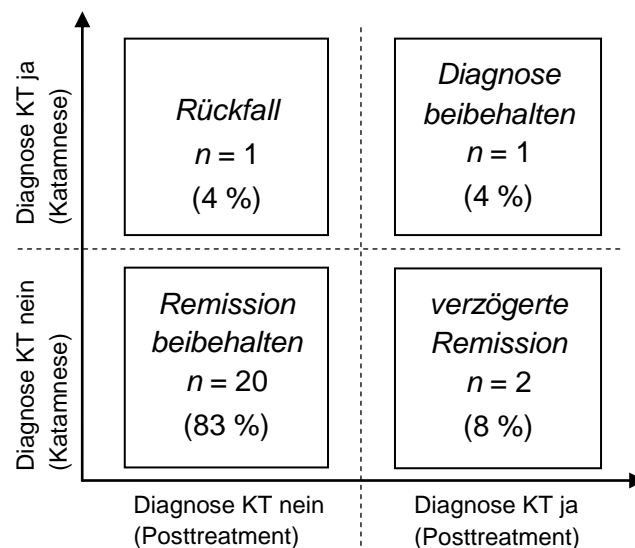 Diagnose KT ja
(Katamnese)
Rückfall
n = 1
(4 %)
Diagnose
beibehalten
n = 1
(4 %)
Diagnose KT nein
(Katamnese)
Remission
beibehalten
n = 20
(83 %)
verzögerte
Remission
n = 2
(8 %)
Diagnose KT nein
(Posttreatment)
Diagnose KT ja
(Posttreatment)